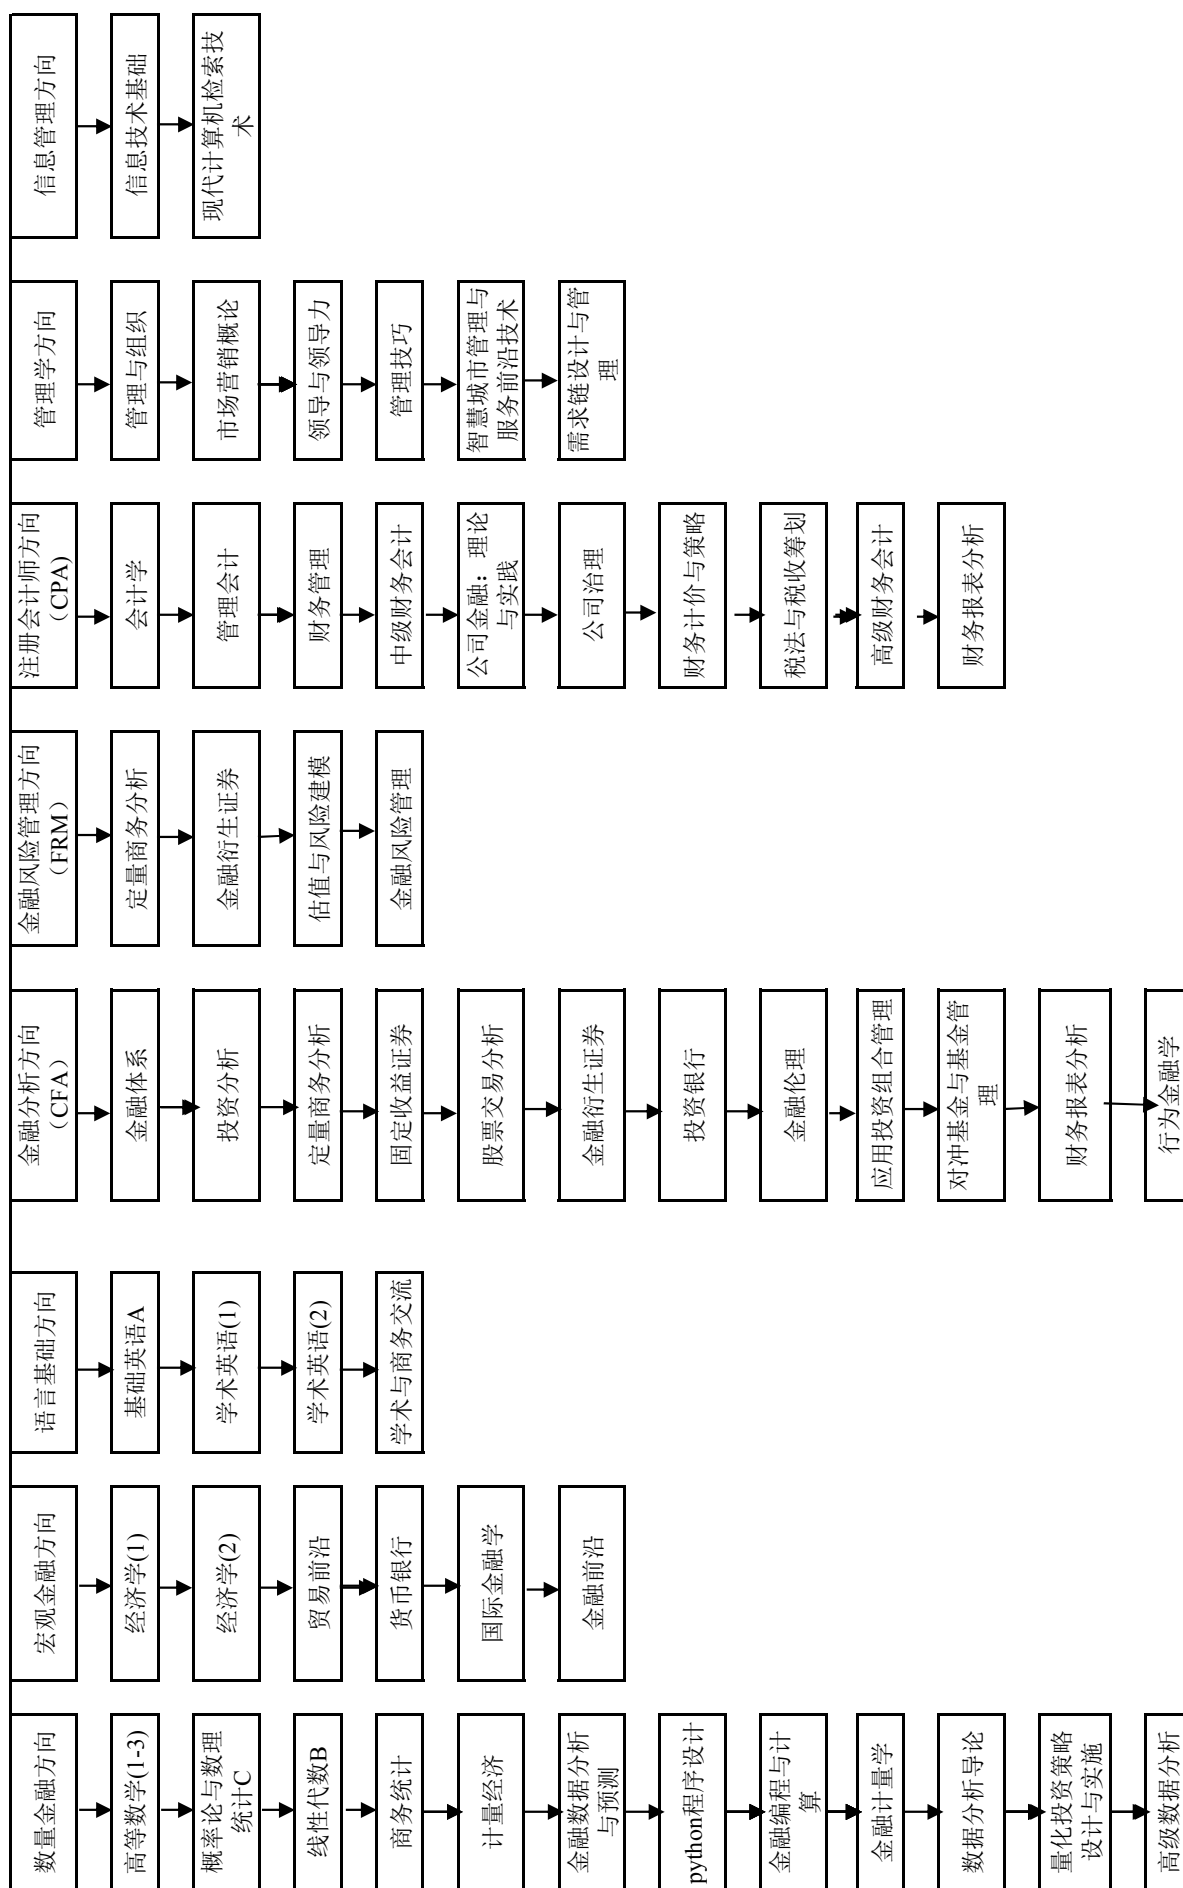 数量金融方向
高等数学(1-3)
概率论与数理
统计C
线性代数B
商务统计
计量经济
金融数据分析
与预测
python程序设计
金融编程与计
算
金融计量学
数据分析导论
量化投资策略
设计与实施
高级数据分析
宏观金融方向
经济学(1)
经济学(2)
贸易前沿
货币银行
国际金融学
金融前沿
语言基础方向
基础英语A
学术英语(1)
学术英语(2)
学术与商务交流
金融分析方向
（CFA）
金融体系
投资分析
定量商务分析
固定收益证券
股票交易分析
金融衍生证券
投资银行
金融伦理
应用投资组合管理
对冲基金与基金管
理
财务报表分析
行为金融学
金融风险管理方向
（FRM）
定量商务分析
金融衍生证券
估值与风险建模
金融风险管理
注册会计师方向
（CPA)
会计学
管理会计
财务管理
中级财务会计
公司金融：理论
与实践
公司治理
财务计价与策略
税法与税收筹划
高级财务会计
财务报表分析
管理学方向
管理与组织
市场营销概论
领导与领导力
管理技巧
智慧城市管理与
服务前沿技术
需求链设计与管
理
信息管理方向
信息技术基础
现代计算机检索技
术